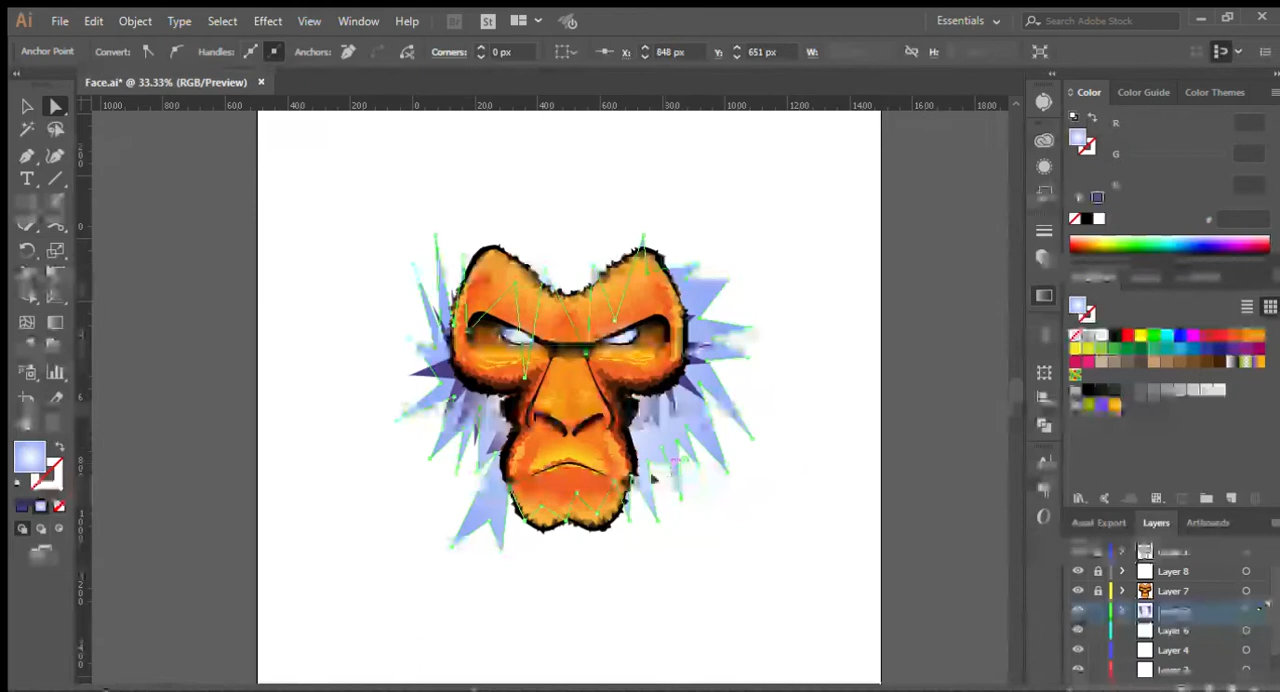 Ai File Edit Object Type Select Effect View Window Help Br St Essentials Search Adobe Stock
Anchor Point Convert: Handles: Anchors: Corners: 0 px X: 848 px Y: 651 px W: H:
Face.ai* @ 33.33% (RGB/Preview)
Color Color Guide Color Themes
1000 800 600 400 200 0 200 400 600 800 1000 1200 1400 1600 1800
R
G
#
Asset Export Layers Artboards
Layer 8
Layer 7
Layer 6
Layer 4
Layer 3